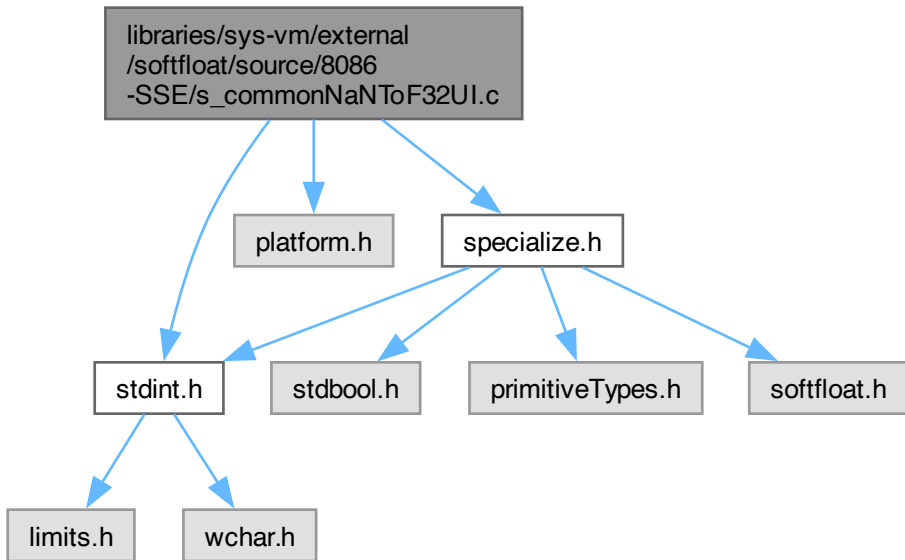 libraries/sys-vm/external
/softfloat/source/8086
-SSE/s_commonNaNToF32UI.c
platform.h
specialize.h
stdint.h
stdbool.h
primitiveTypes.h
softfloat.h
limits.h
wchar.h